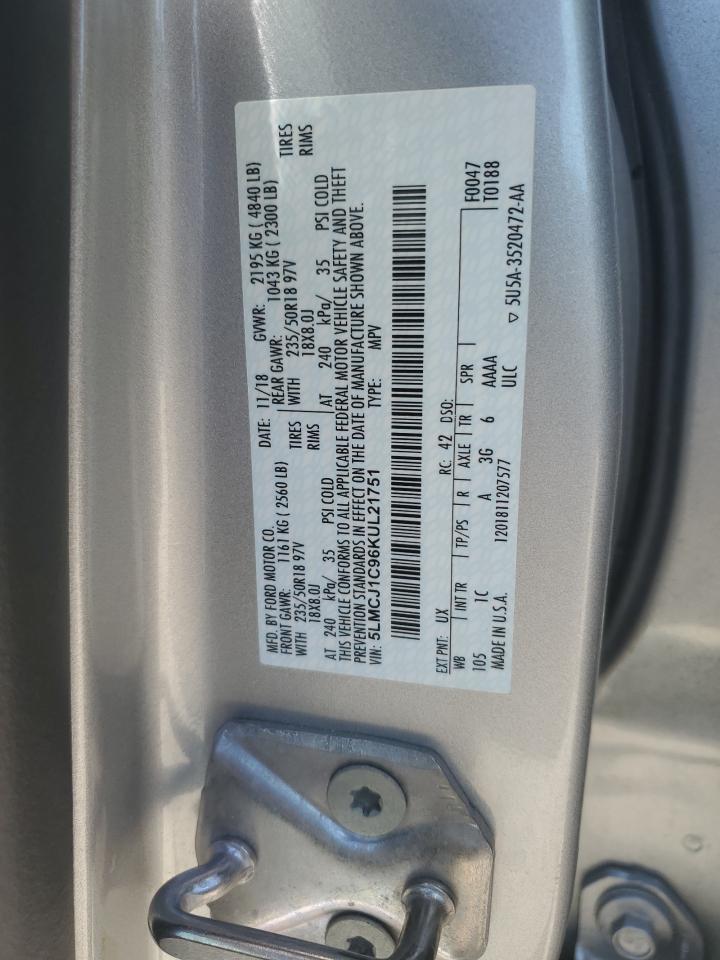 MFD. BY FORD MOTOR CO. DATE: 11/18 GVWR: 2195 KG ( 4840 LB)
FRONT GAWR: 1161 KG ( 2560 LB) REAR GAWR: 1043 KG ( 2300 LB)
WITH 235/50R18 97V TIRES WITH 235/50R18 97V TIRES
18X8.0J RIMS 18X8.0J RIMS
AT 240 kPa/ 35 PSI COLD AT 240 kPa/ 35 PSI COLD
THIS VEHICLE CONFORMS TO ALL APPLICABLE FEDERAL MOTOR VEHICLE SAFETY AND THEFT
PREVENTION STANDARDS IN EFFECT ON THE DATE OF MANUFACTURE SHOWN ABOVE.
VIN: 5LMCJ1C96KUL21751 TYPE: MPV
EXT PNT: UX RC: 42 DSO:
WB INT TR TP/PS R AXLE TR SPR F0047
105 1C A 3G 6 AAAA T0188
MADE IN U.S.A. 1201811207577 ULC
▽ 5U5A-3520472-AA